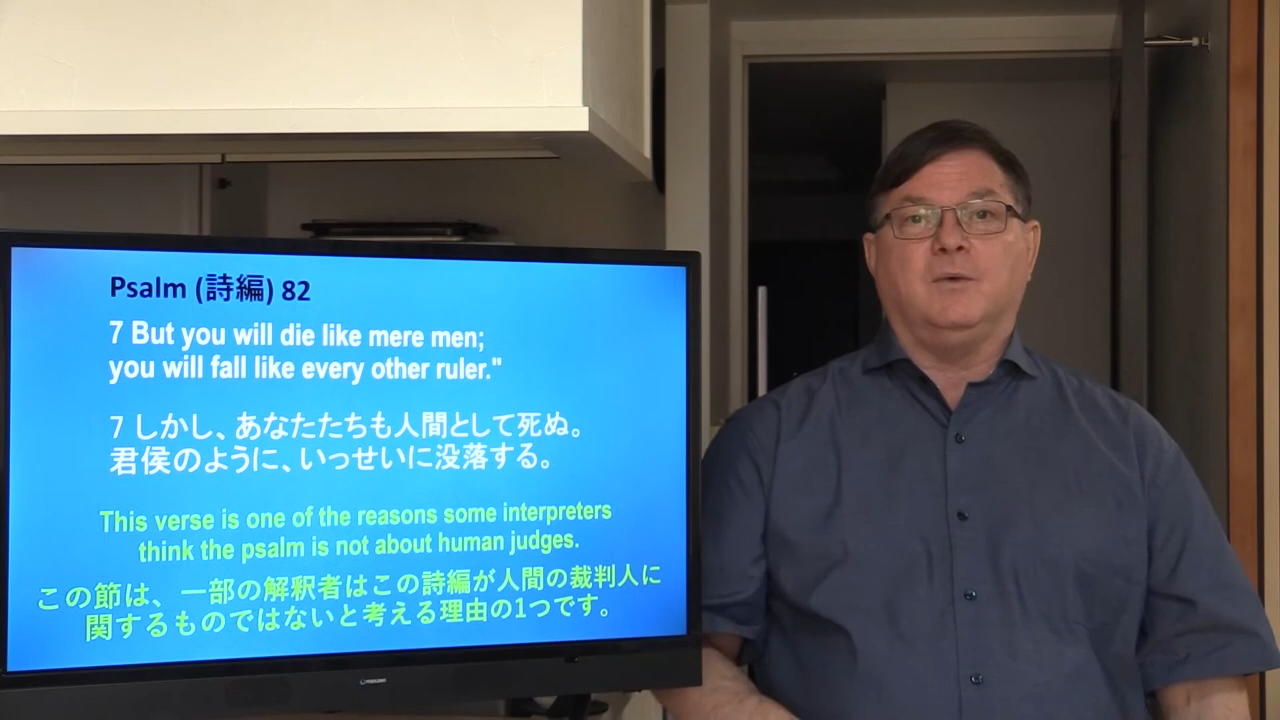 Psalm (詩編) 82
7 But you will die like mere men;
you will fall like every other ruler."
7 しかし、あなたたちも人間として死ぬ。
君侯のように、いっせいに没落する。
This verse is one of the reasons some interpreters
think the psalm is not about human judges.
この節は、一部の解釈者はこの詩編が人間の裁判人に
関するものではないと考える理由の1つです。